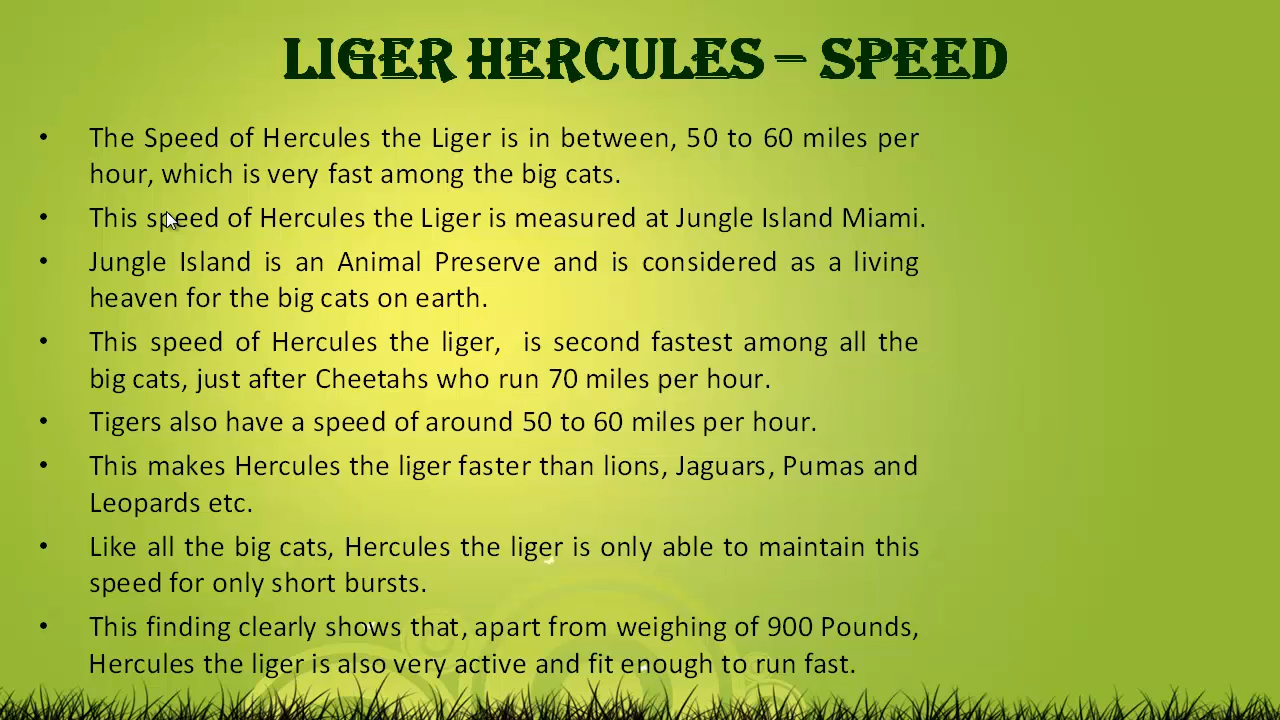 LIGER HERCULES – SPEED
• The Speed of Hercules the Liger is in between, 50 to 60 miles per
hour, which is very fast among the big cats.
• This speed of Hercules the Liger is measured at Jungle Island Miami.
• Jungle Island is an Animal Preserve and is considered as a living
heaven for the big cats on earth.
• This speed of Hercules the liger, is second fastest among all the
big cats, just after Cheetahs who run 70 miles per hour.
• Tigers also have a speed of around 50 to 60 miles per hour.
• This makes Hercules the liger faster than lions, Jaguars, Pumas and
Leopards etc.
• Like all the big cats, Hercules the liger is only able to maintain this
speed for only short bursts.
• This finding clearly shows that, apart from weighing of 900 Pounds,
Hercules the liger is also very active and fit enough to run fast.